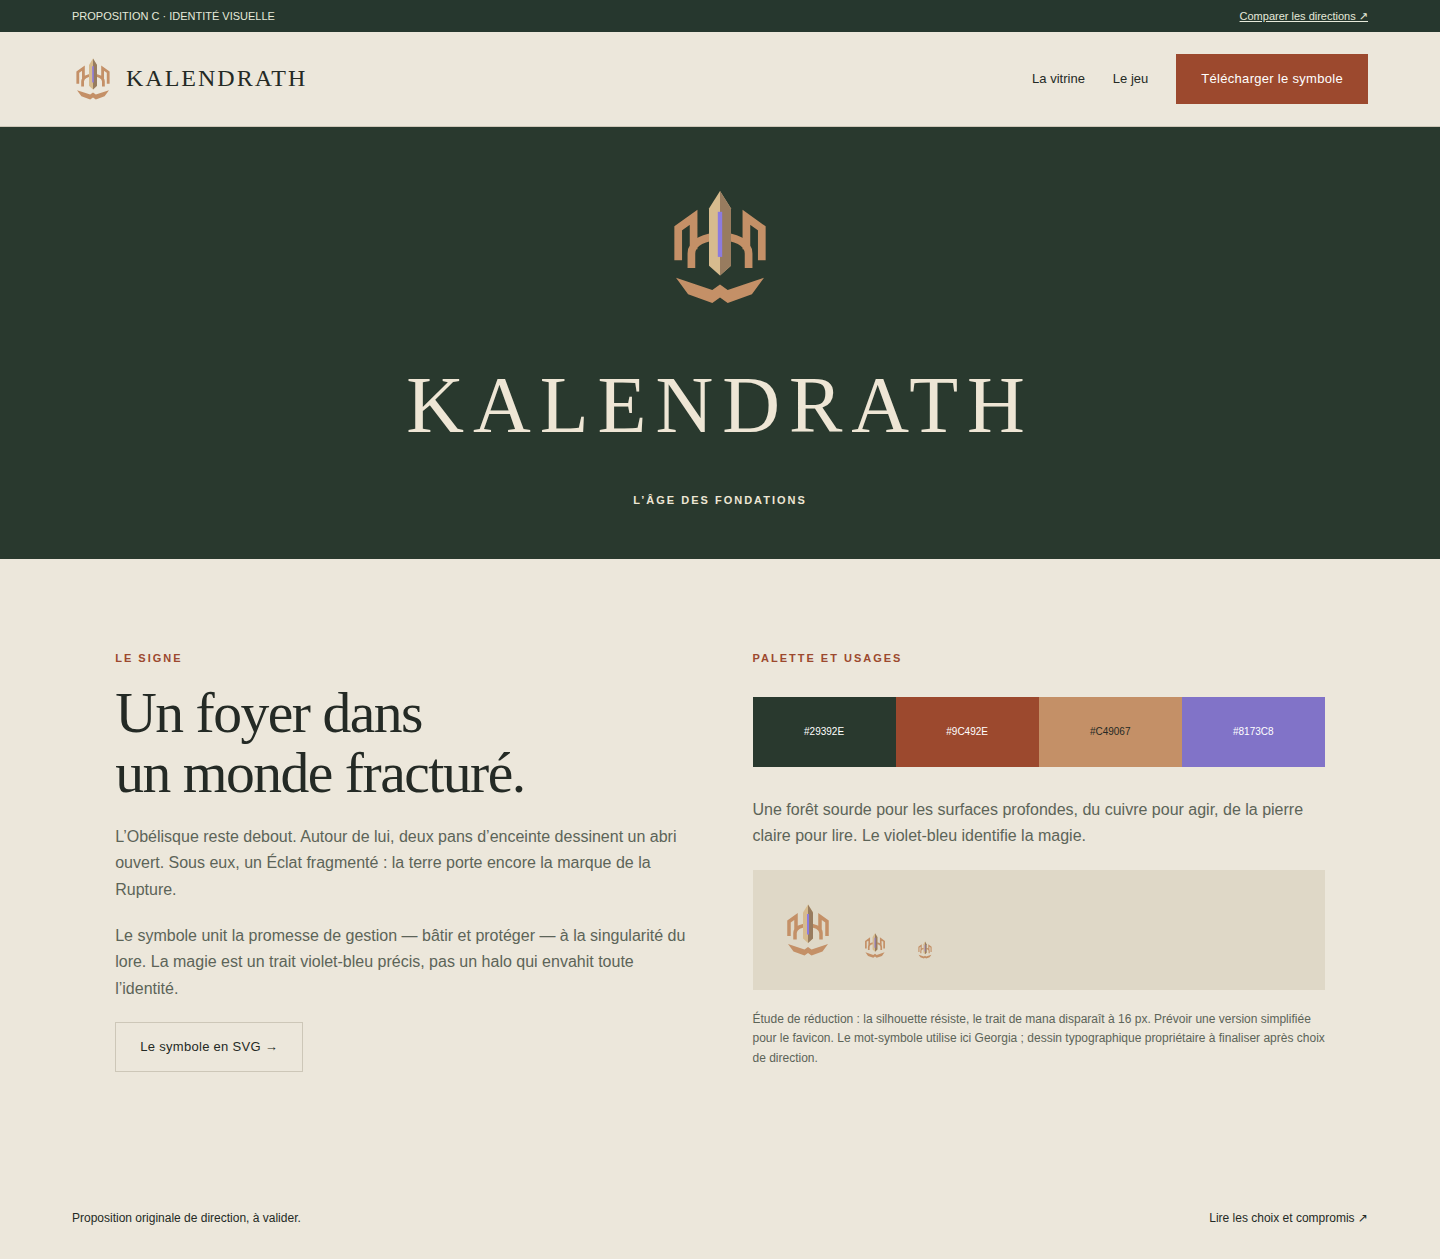 PROPOSITION C · IDENTITÉ VISUELLE
Comparer les directions ↗
KALENDRATH
La vitrine
Le jeu
Télécharger le symbole
KALENDRATH
L'ÂGE DES FONDATIONS
LE SIGNE
Un foyer dans
un monde fracturé.
L’Obélisque reste debout. Autour de lui, deux pans d’enceinte dessinent un abri
ouvert. Sous eux, un Éclat fragmenté : la terre porte encore la marque de la
Rupture.
Le symbole unit la promesse de gestion — bâtir et protéger — à la singularité du
lore. La magie est un trait violet-bleu précis, pas un halo qui envahit toute
l’identité.
Le symbole en SVG →
PALETTE ET USAGES
#29392E
#9C492E
#C49067
#8173C8
Une forêt sourde pour les surfaces profondes, du cuivre pour agir, de la pierre
claire pour lire. Le violet-bleu identifie la magie.
Étude de réduction : la silhouette résiste, le trait de mana disparaît à 16 px. Prévoir une version simplifiée
pour le favicon. Le mot-symbole utilise ici Georgia ; dessin typographique propriétaire à finaliser après choix
de direction.
Proposition originale de direction, à valider.
Lire les choix et compromis ↗